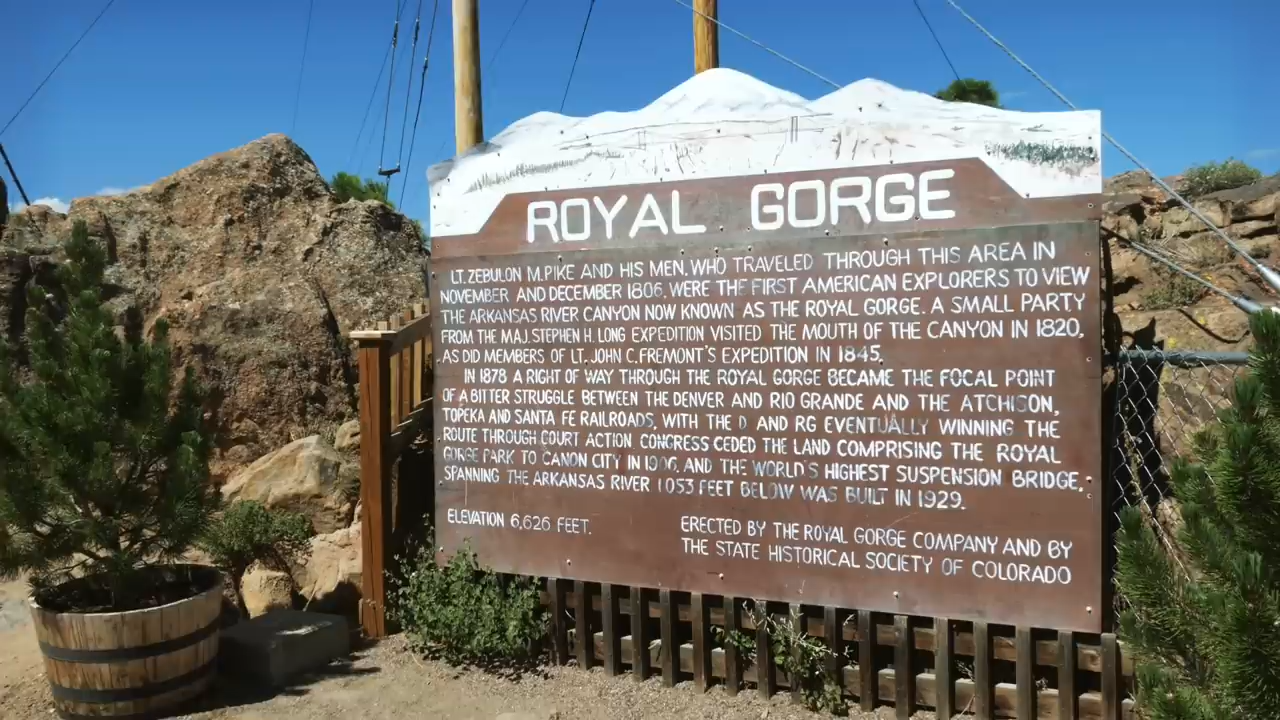 ROYAL GORGE
LT. ZEBULON M. PIKE AND HIS MEN, WHO TRAVELED THROUGH THIS AREA IN
NOVEMBER AND DECEMBER 1806, WERE THE FIRST AMERICAN EXPLORERS TO VIEW
THE ARKANSAS RIVER CANYON NOW KNOWN AS THE ROYAL GORGE. A SMALL PARTY
FROM THE MAJ. STEPHEN H. LONG EXPEDITION VISITED THE MOUTH OF THE CANYON IN 1820,
AS DID MEMBERS OF LT. JOHN C. FREMONT'S EXPEDITION IN 1845.
IN 1878 A RIGHT OF WAY THROUGH THE ROYAL GORGE BECAME THE FOCAL POINT
OF A BITTER STRUGGLE BETWEEN THE DENVER AND RIO GRANDE AND THE ATCHISON,
TOPEKA AND SANTA FE RAILROADS, WITH THE D AND RG EVENTUALLY WINNING THE
ROUTE THROUGH COURT ACTION. CONGRESS CEDED THE LAND COMPRISING THE ROYAL
GORGE PARK TO CANON CITY IN 1906, AND THE WORLD'S HIGHEST SUSPENSION BRIDGE,
SPANNING THE ARKANSAS RIVER 1053 FEET BELOW WAS BUILT IN 1929.
ELEVATION 6,626 FEET.
ERECTED BY THE ROYAL GORGE COMPANY AND BY
THE STATE HISTORICAL SOCIETY OF COLORADO